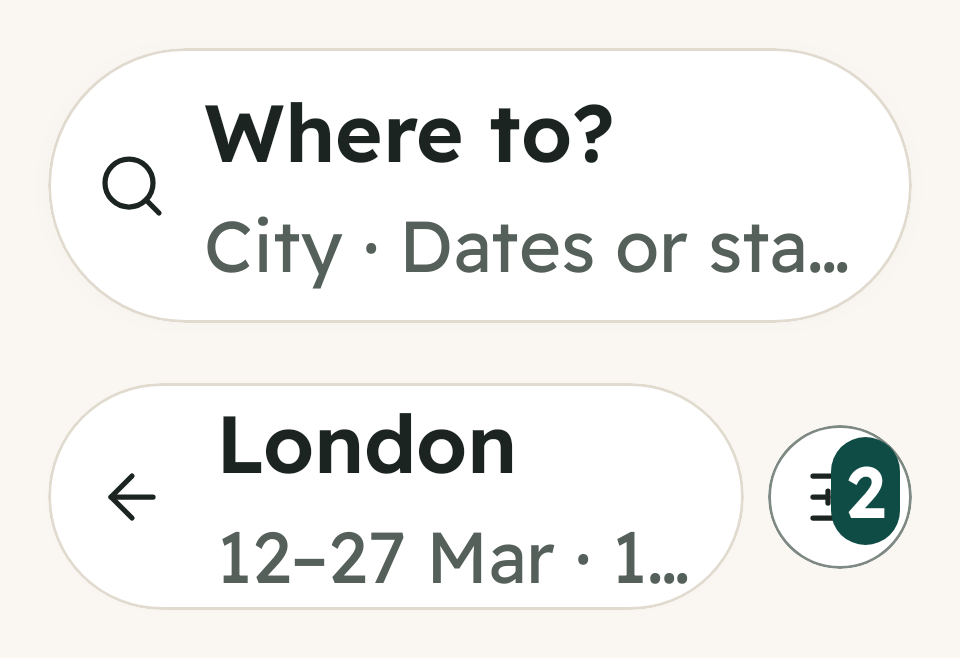 Where to?
City · Dates or sta…
London
12–27 Mar · 1…
2